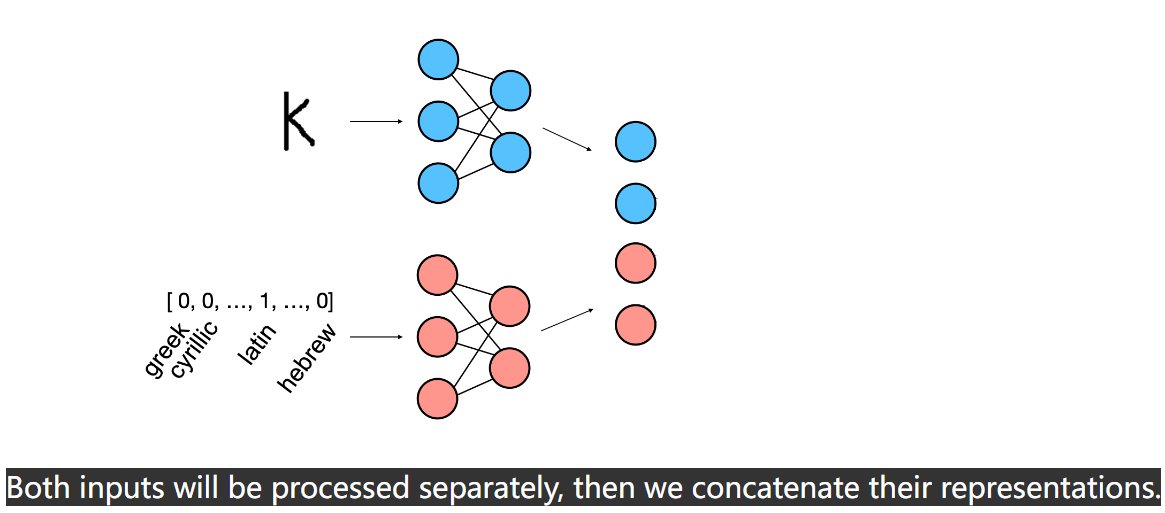 K
[ 0, 0, ..., 1, ..., 0]
greek
cyrillic
latin
hebrew
Both inputs will be processed separately, then we concatenate their representations.